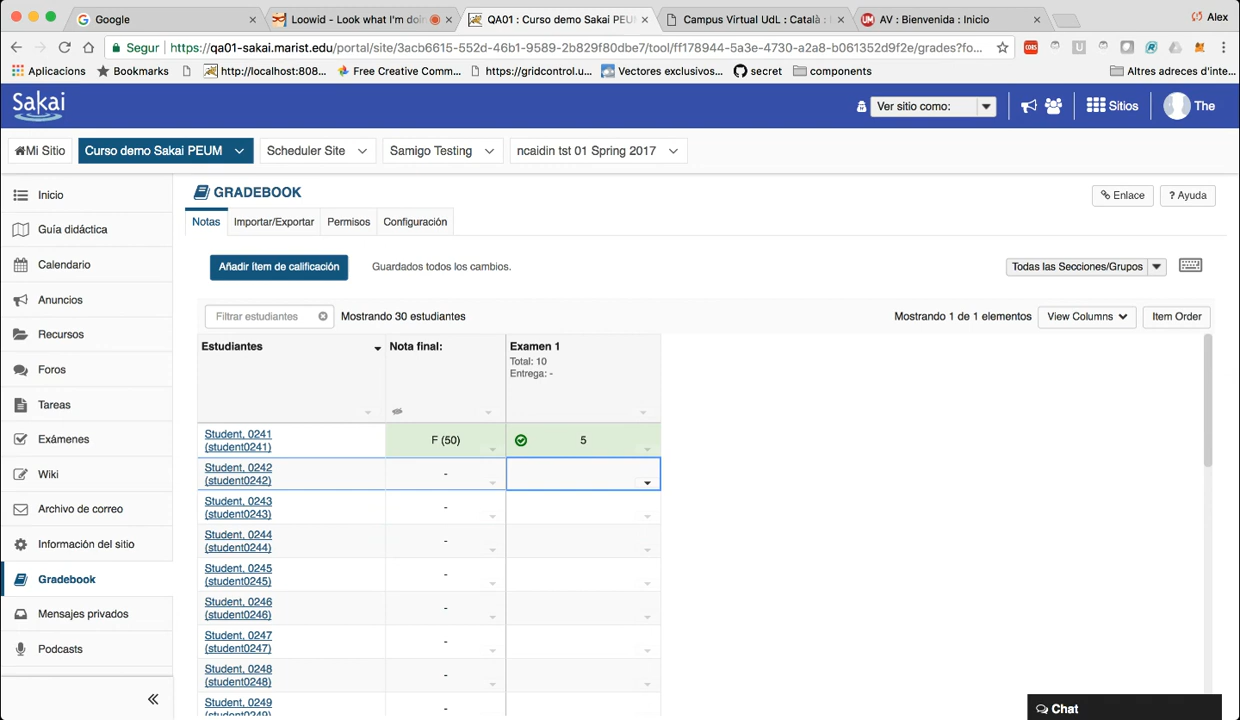 Google
Loowid - Look what I'm doin
QA01 : Curso demo Sakai PEU
Campus Virtual UdL : Català :
AV : Bienvenida : Inicio
Alex
Segur
https://qa01-sakai.marist.edu/portal/site/3acb6615-552d-46b1-9589-2b829f80dbe7/tool/ff178944-5a3e-4730-a2a8-b061352d9f2e/grades?fo...
Aplicacions
Bookmarks
http://localhost:808...
Free Creative Comm...
https://gridcontrol.u...
Vectores exclusivos...
secret
components
Altres adreces d'inte...
Sakai
Ver sitio como:
Sitios
The
Mi Sitio
Curso demo Sakai PEUM
Scheduler Site
Samigo Testing
ncaidin tst 01 Spring 2017
Inicio
Guía didáctica
Calendario
Anuncios
Recursos
Foros
Tareas
Exámenes
Wiki
Archivo de correo
Información del sitio
Gradebook
Mensajes privados
Podcasts
GRADEBOOK
Enlace
? Ayuda
Notas
Importar/Exportar
Permisos
Configuración
Añadir ítem de calificación
Guardados todos los cambios.
Todas las Secciones/Grupos
Filtrar estudiantes
Mostrando 30 estudiantes
Mostrando 1 de 1 elementos
View Columns
Item Order
Estudiantes
Nota final:
Examen 1
Total: 10
Entrega: -
Student, 0241
(student0241)
F (50)
5
Student, 0242
(student0242)
-
Student, 0243
(student0243)
-
Student, 0244
(student0244)
-
Student, 0245
(student0245)
-
Student, 0246
(student0246)
-
Student, 0247
(student0247)
-
Student, 0248
(student0248)
-
Student, 0249
(student0249)
-
Chat